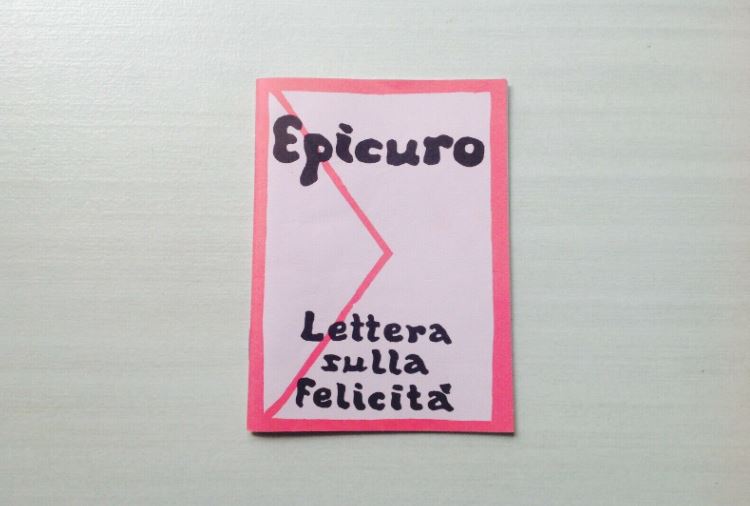 Epicuro
Lettera
sulla
Felicità